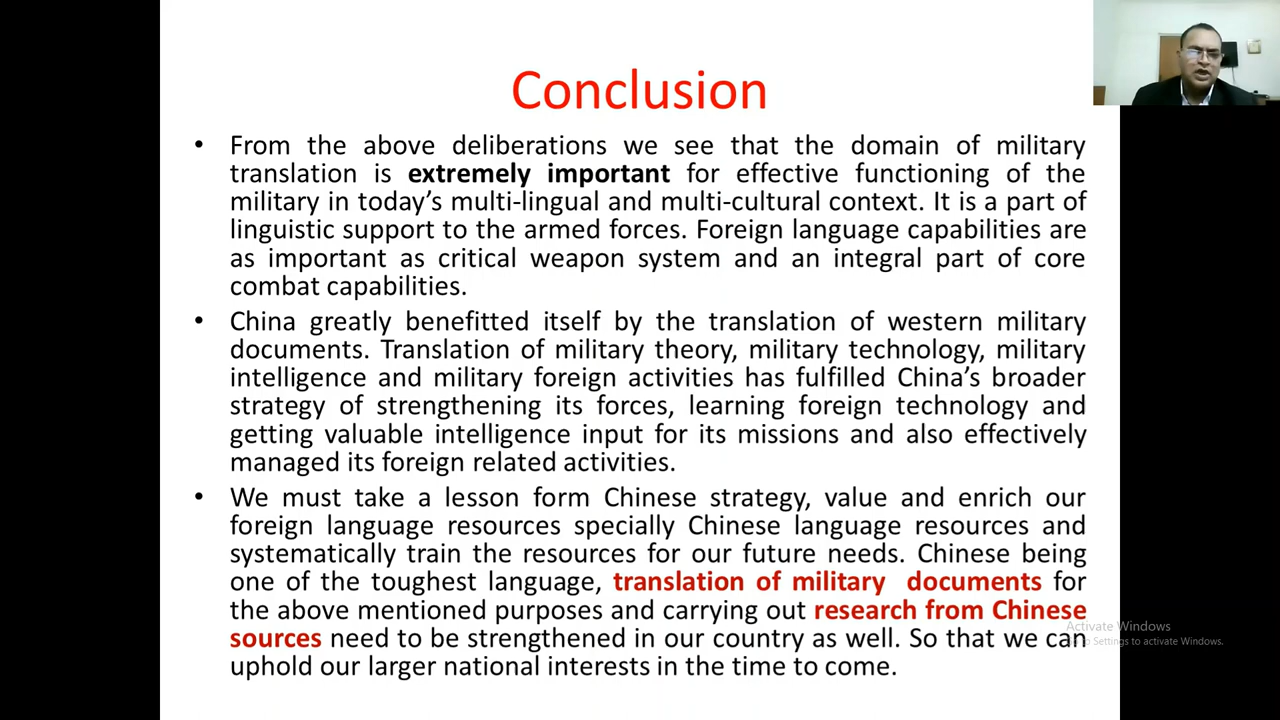 Conclusion
• From the above deliberations we see that the domain of military
translation is extremely important for effective functioning of the
military in today’s multi-lingual and multi-cultural context. It is a part of
linguistic support to the armed forces. Foreign language capabilities are
as important as critical weapon system and an integral part of core
combat capabilities.
• China greatly benefitted itself by the translation of western military
documents. Translation of military theory, military technology, military
intelligence and military foreign activities has fulfilled China’s broader
strategy of strengthening its forces, learning foreign technology and
getting valuable intelligence input for its missions and also effectively
managed its foreign related activities.
• We must take a lesson form Chinese strategy, value and enrich our
foreign language resources specially Chinese language resources and
systematically train the resources for our future needs. Chinese being
one of the toughest language, translation of military documents for
the above mentioned purposes and carrying out research from Chinese
sources need to be strengthened in our country as well. So that we can
uphold our larger national interests in the time to come.
Activate Windows
to Settings to activate Windows.